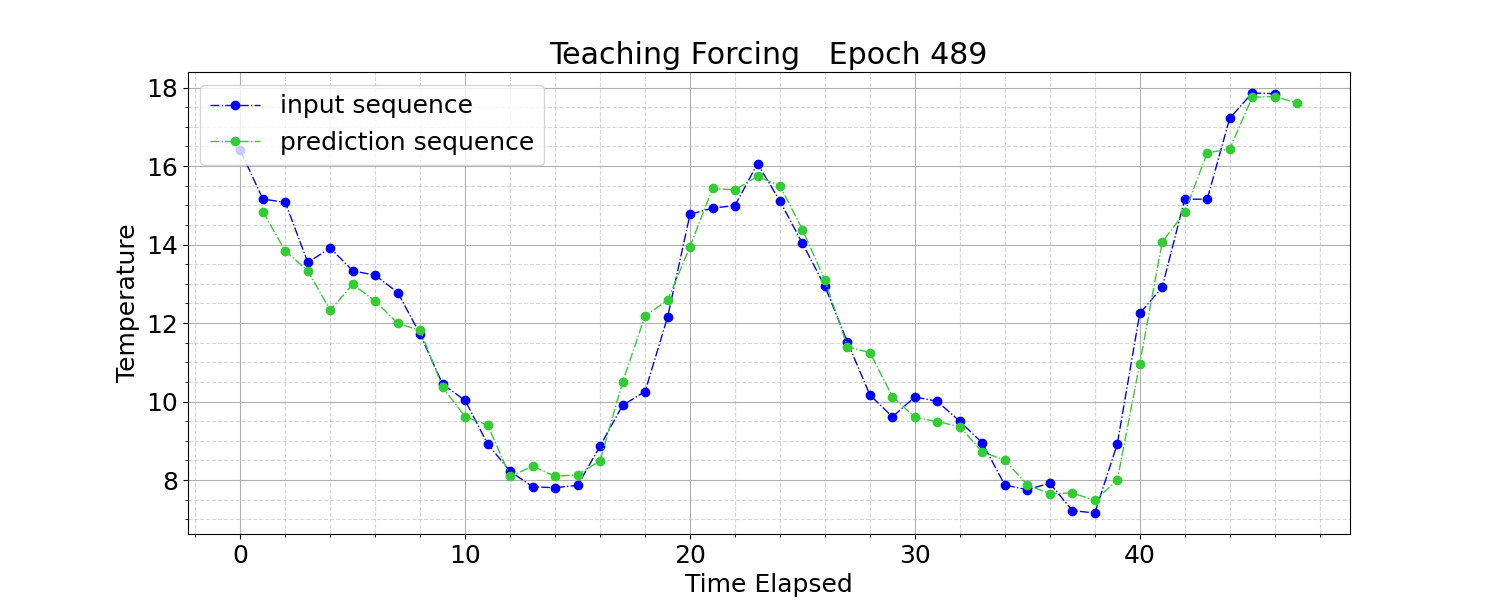 Teaching Forcing   Epoch 489
input sequence
prediction sequence
18
16
14
12
10
8
Temperature
0
10
20
30
40
Time Elapsed